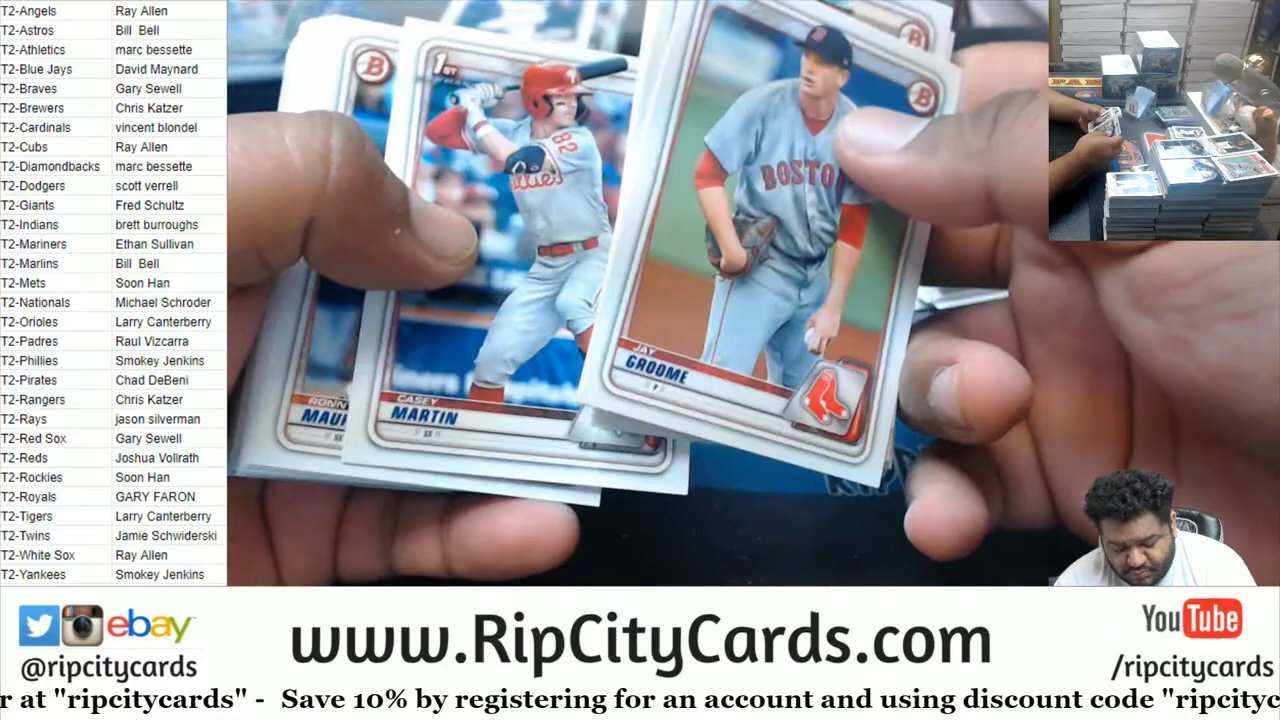 T2-Angels Ray Allen
T2-Astros Bill Bell
T2-Athletics marc bessette
T2-Blue Jays David Maynard
T2-Braves Gary Sewell
T2-Brewers Chris Katzer
T2-Cardinals vincent blondel
T2-Cubs Ray Allen
T2-Diamondbacks marc bessette
T2-Dodgers scott verrell
T2-Giants Fred Schultz
T2-Indians brett burroughs
T2-Mariners Ethan Sullivan
T2-Marlins Bill Bell
T2-Mets Soon Han
T2-Nationals Michael Schroder
T2-Orioles Larry Canterberry
T2-Padres Raul Vizcarra
T2-Phillies Smokey Jenkins
T2-Pirates Chad DeBeni
T2-Rangers Chris Katzer
T2-Rays jason silverman
T2-Red Sox Gary Sewell
T2-Reds Joshua Vollrath
T2-Rockies Soon Han
T2-Royals GARY FARON
T2-Tigers Larry Canterberry
T2-Twins Jamie Schwiderski
T2-White Sox Ray Allen
T2-Yankees Smokey Jenkins
B
1ST
B
B
82
BOSTO
JAY
GROOME
P
CASEY
MARTIN
SS
RONN
MAUR
SS
ebay
@ripcitycards
www.RipCityCards.com
YouTube
/ripcitycards
r at "ripcitycards" - Save 10% by registering for an account and using discount code "ripcityc